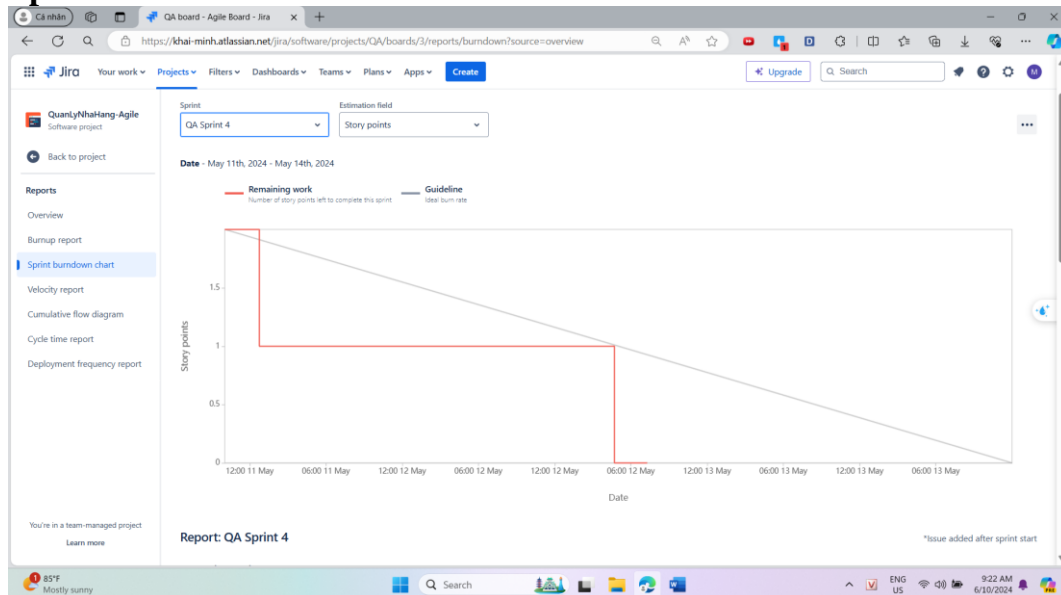 Cá nhân
QA board - Agile Board - Jira
https://khai-minh.atlassian.net/jira/software/projects/QA/boards/3/reports/burndown?source=overview
Jira Your work Projects Filters Dashboards Teams Plans Apps Create Upgrade Search M
QuanLyNhaHang-Agile
Software project
Back to project
Reports
Overview
Burnup report
Sprint burndown chart
Velocity report
Cumulative flow diagram
Cycle time report
Deployment frequency report
You're in a team-managed project
Learn more
Sprint Estimation field
QA Sprint 4 Story points
Date - May 11th, 2024 - May 14th, 2024
Remaining work Guideline
Number of story points left to complete this sprint Ideal burn rate
1.5
1
0.5
0
Story points
12:00 11 May 06:00 11 May 12:00 12 May 06:00 12 May 12:00 12 May 06:00 12 May 12:00 13 May 06:00 13 May 12:00 13 May 06:00 13 May
Date
Report: QA Sprint 4 *Issue added after sprint start
85°F
Mostly sunny
Search
ENG
US
9:22 AM
6/10/2024